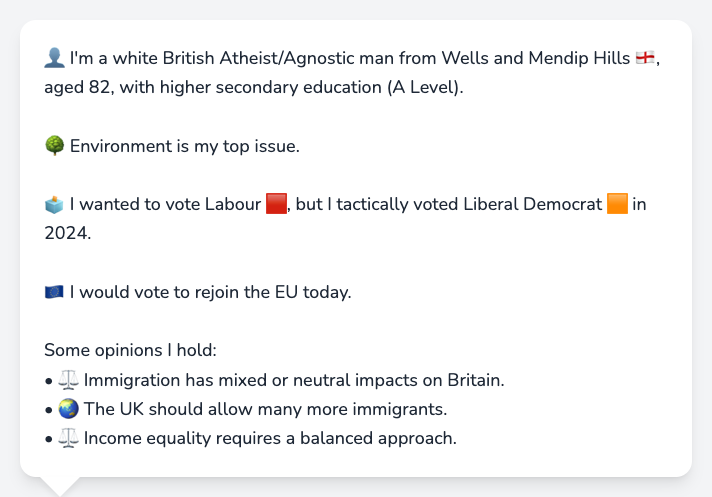 👤 I'm a white British Atheist/Agnostic man from Wells and Mendip Hills 🏴󠁧󠁢󠁥󠁮󠁧󠁿,
aged 82, with higher secondary education (A Level).
🌳 Environment is my top issue.
🗳️ I wanted to vote Labour 🟥, but I tactically voted Liberal Democrat 🟧 in
2024.
🇪🇺 I would vote to rejoin the EU today.
Some opinions I hold:
• ⚖️ Immigration has mixed or neutral impacts on Britain.
• 🌏 The UK should allow many more immigrants.
• ⚖️ Income equality requires a balanced approach.